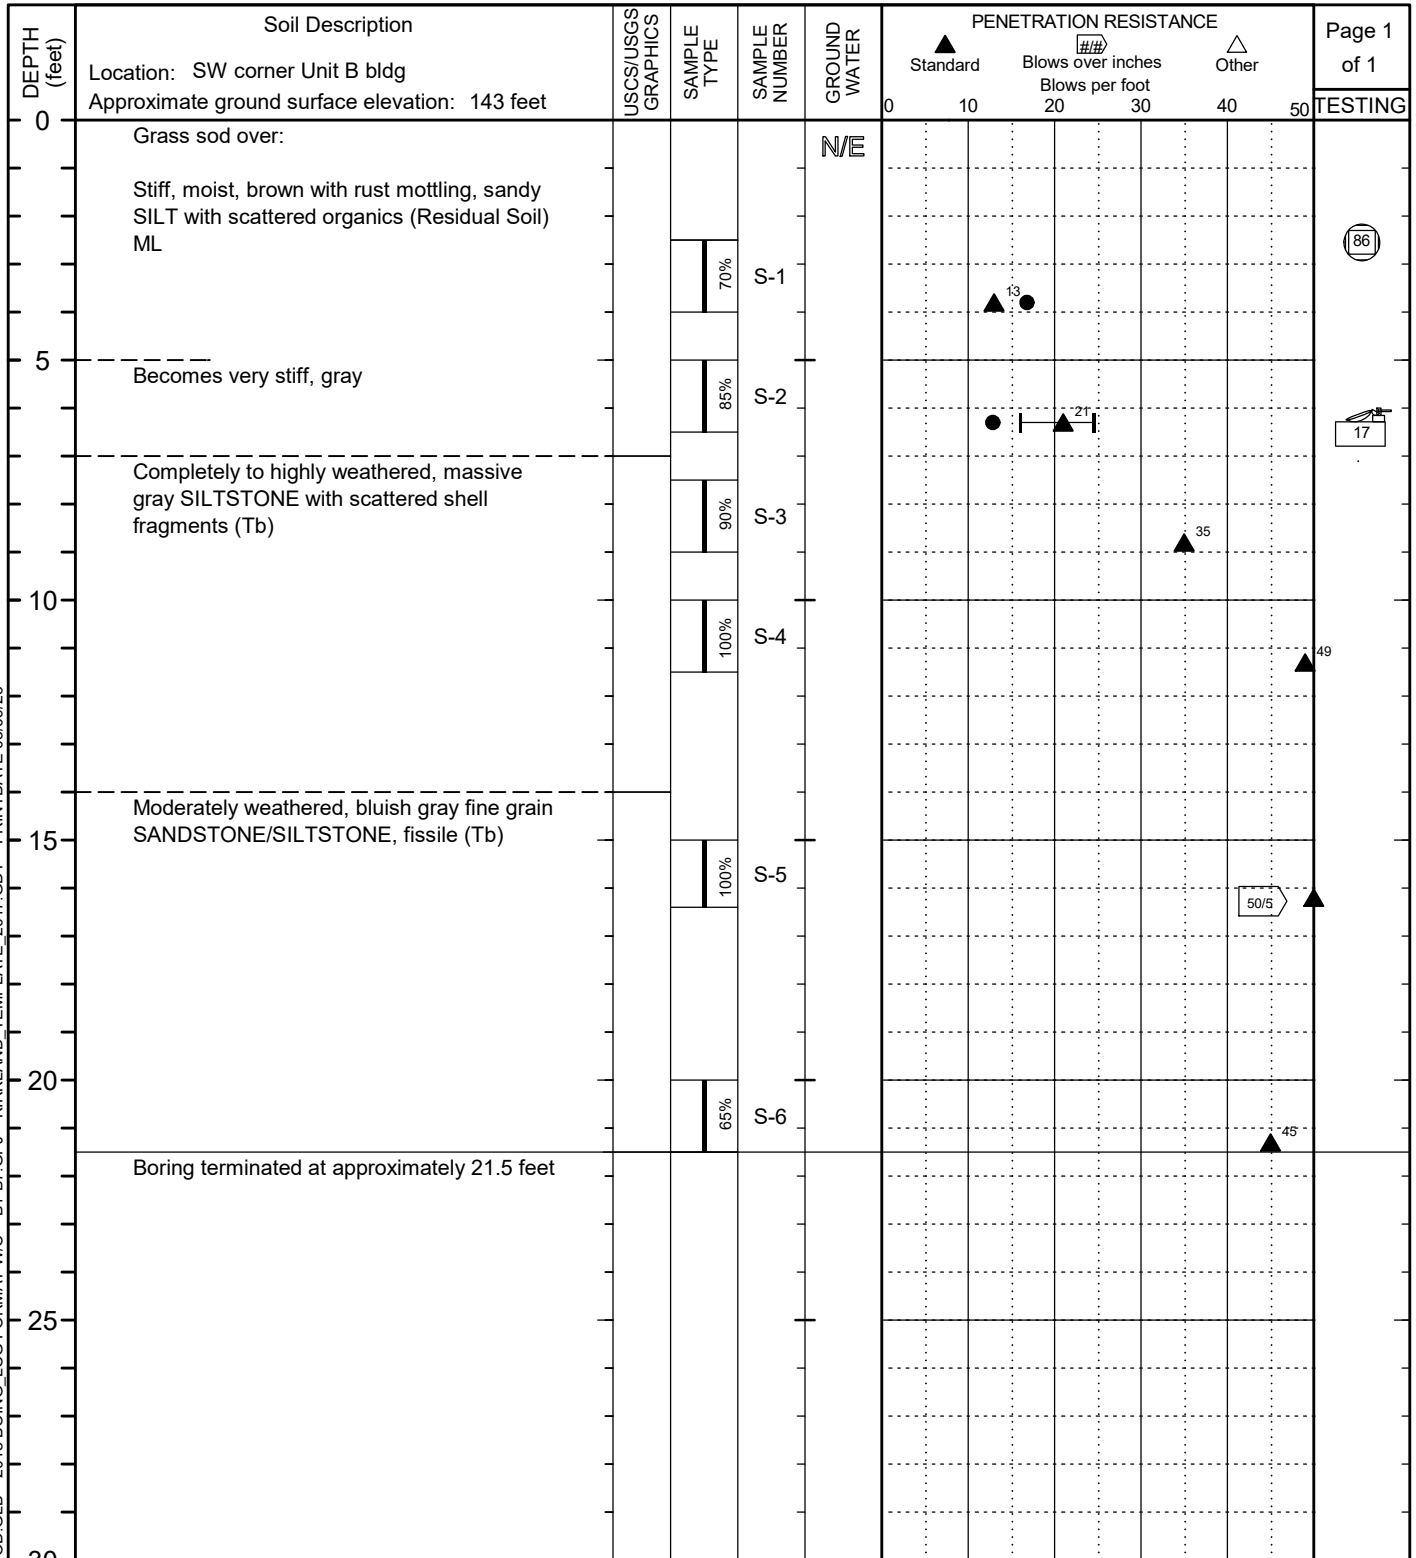 Soil Description
Location: SW corner Unit B bldg
Approximate ground surface elevation: 143 feet
DEPTH
(feet)
USCS/USGS
GRAPHICS
SAMPLE
TYPE
SAMPLE
NUMBER
GROUND
WATER
PENETRATION RESISTANCE
Standard
#/#
Blows over inches
Other
Blows per foot
0 10 20 30 40 50
Page 1
of 1
TESTING
0
Grass sod over:
N/E
Stiff, moist, brown with rust mottling, sandy
SILT with scattered organics (Residual Soil)
ML
86
70%
S-1
13
5
Becomes very stiff, gray
85%
S-2
21
17
Completely to highly weathered, massive
gray SILTSTONE with scattered shell
fragments (Tb)
90%
S-3
35
10
100%
S-4
49
Moderately weathered, bluish gray fine grain
SANDSTONE/SILTSTONE, fissile (Tb)
15
100%
S-5
50/5
20
65%
S-6
45
Boring terminated at approximately 21.5 feet
25
30